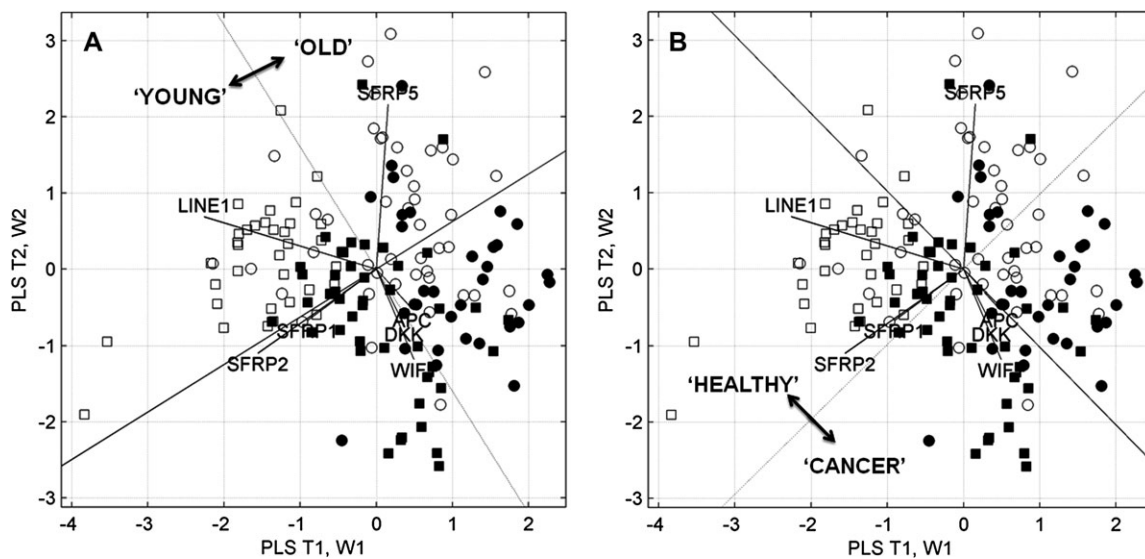 A
B
'OLD'
'YOUNG'
SFRP5
LINE1
SFRP1
SFRP2
APC
DKK
WIF
PLS T2, W2
3
2
1
0
-1
-2
-3
-4
-3
-2
-1
0
1
2
PLS T1, W1
SFRP5
LINE1
SFRP1
SFRP2
APC
DKK
WIF
'HEALTHY'
'CANCER'
PLS T2, W2
3
2
1
0
-1
-2
-3
-4
-3
-2
-1
0
1
2
PLS T1, W1